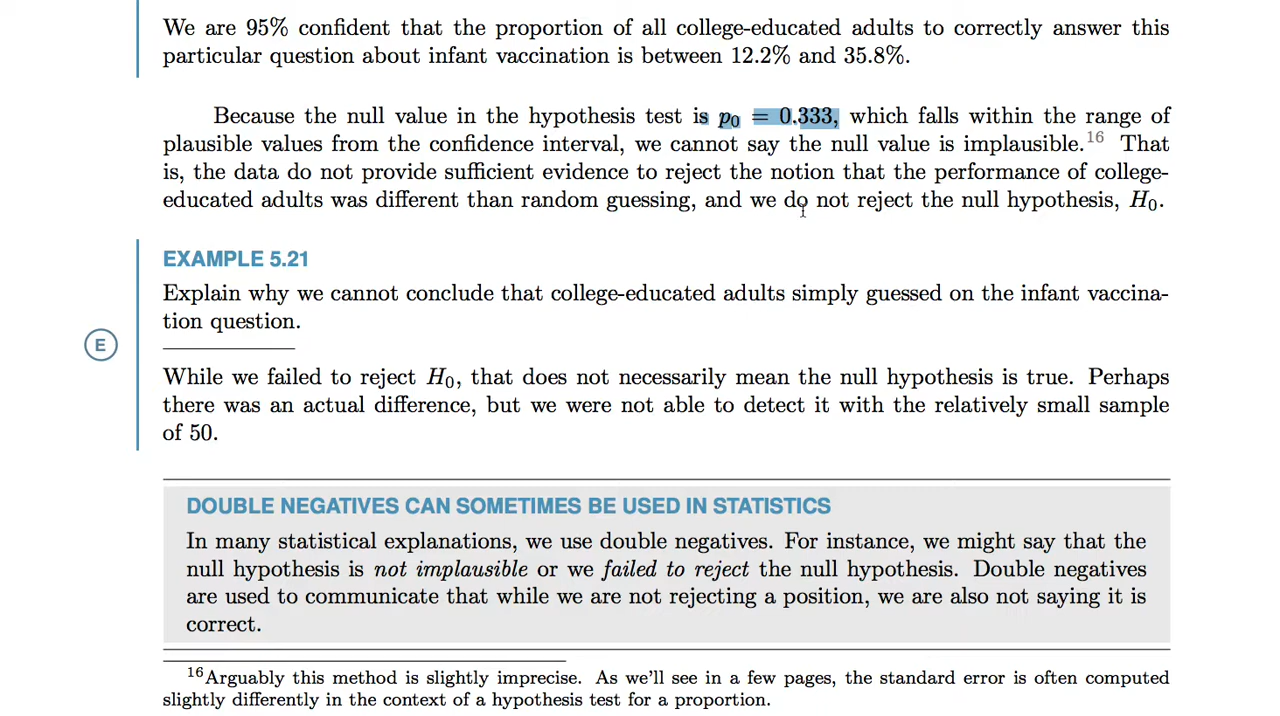 We are 95% confident that the proportion of all college-educated adults to correctly answer this
particular question about infant vaccination is between 12.2% and 35.8%.
Because the null value in the hypothesis test is p₀ = 0.333, which falls within the range of
plausible values from the confidence interval, we cannot say the null value is implausible.¹⁶ That
is, the data do not provide sufficient evidence to reject the notion that the performance of college-
educated adults was different than random guessing, and we do not reject the null hypothesis, H₀.
EXAMPLE 5.21
Explain why we cannot conclude that college-educated adults simply guessed on the infant vaccina-
tion question.
E
While we failed to reject H₀, that does not necessarily mean the null hypothesis is true. Perhaps
there was an actual difference, but we were not able to detect it with the relatively small sample
of 50.
DOUBLE NEGATIVES CAN SOMETIMES BE USED IN STATISTICS
In many statistical explanations, we use double negatives. For instance, we might say that the
null hypothesis is not implausible or we failed to reject the null hypothesis. Double negatives
are used to communicate that while we are not rejecting a position, we are also not saying it is
correct.
¹⁶Arguably this method is slightly imprecise. As we'll see in a few pages, the standard error is often computed
slightly differently in the context of a hypothesis test for a proportion.